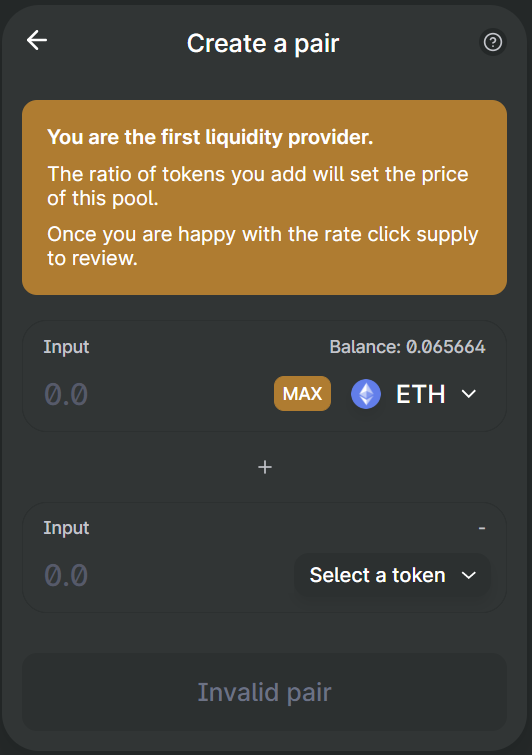 Create a pair
You are the first liquidity provider.
The ratio of tokens you add will set the price
of this pool.
Once you are happy with the rate click supply
to review.
Input
Balance: 0.065664
0.0
MAX
ETH
+
Input
-
0.0
Select a token
Invalid pair